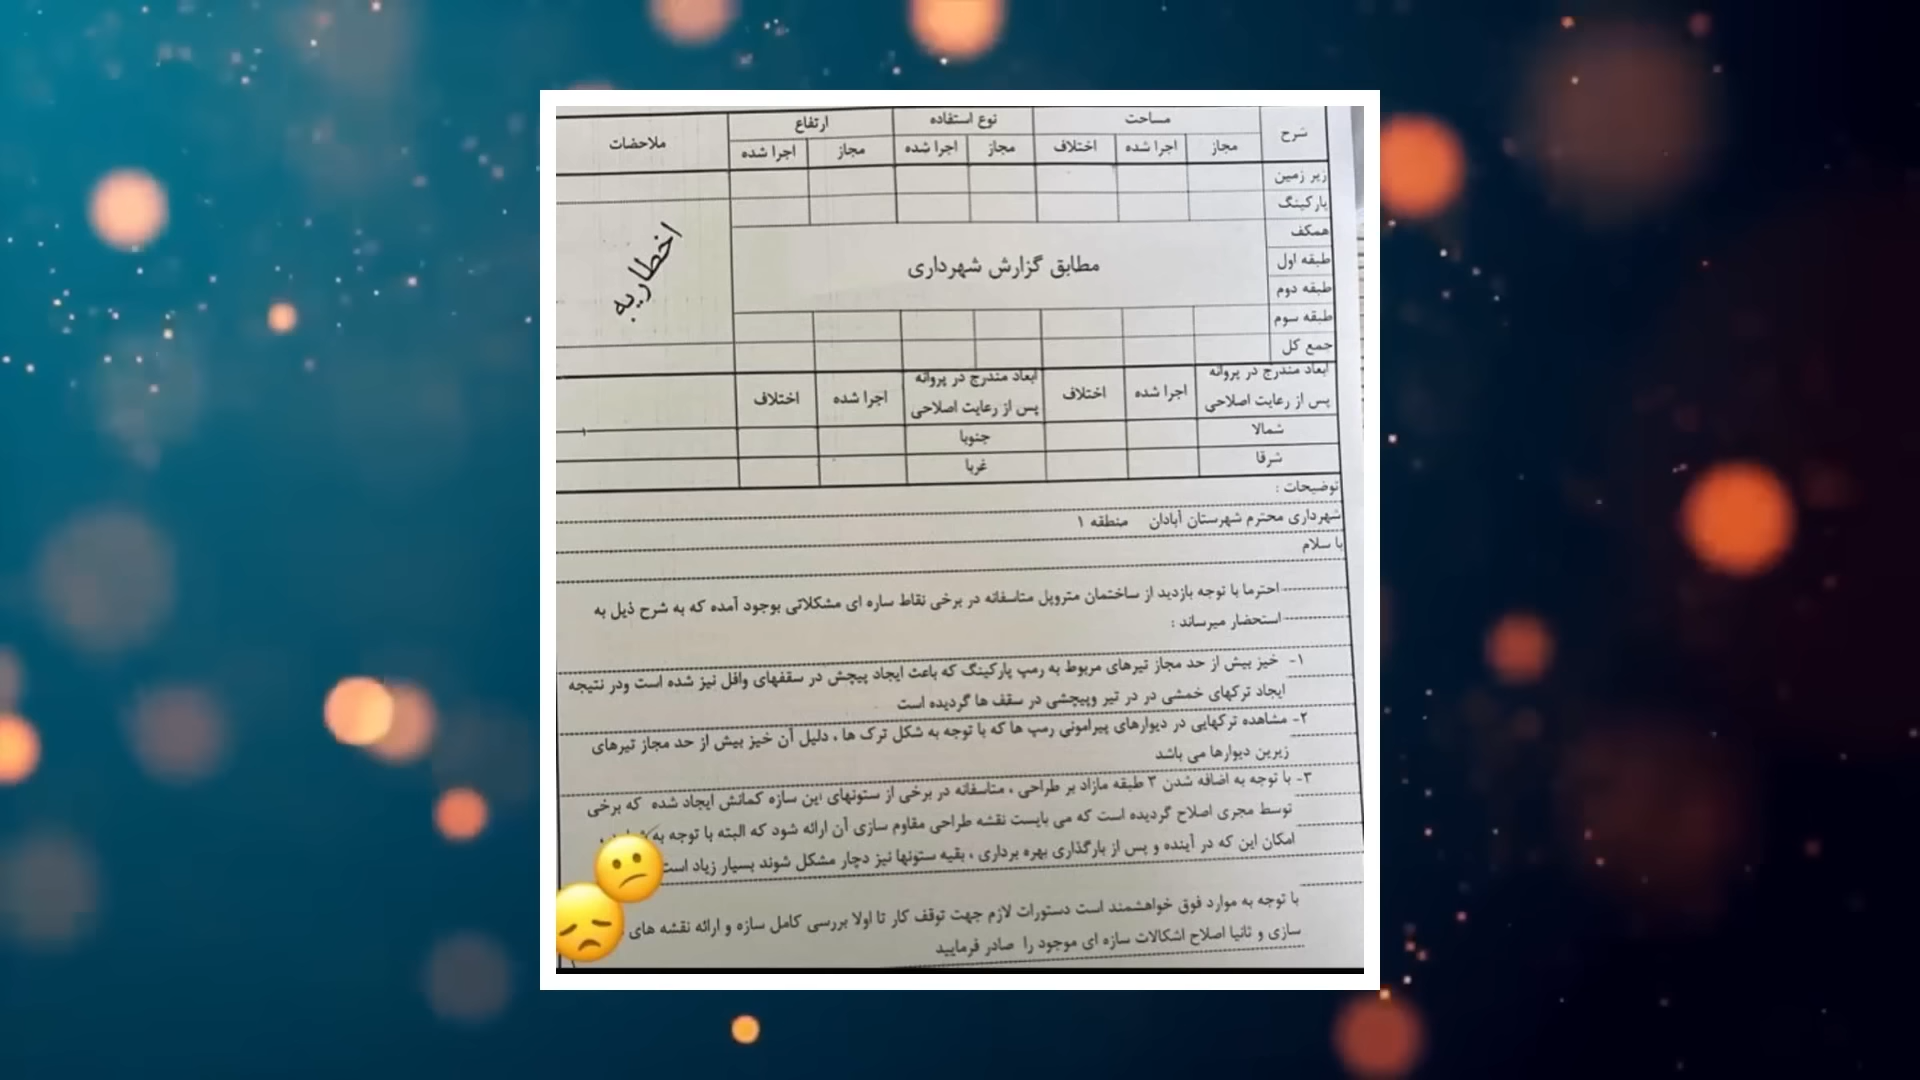 شرح مساحت نوع استفاده ارتفاع ملاحضات
مجاز اجرا شده اختلاف مجاز اجرا شده مجاز اجرا شده
زیر زمین
پارکینگ
همکف
طبقه اول
مطابق گزارش شهرداری
اخطاریه
طبقه دوم
طبقه سوم
جمع کل
ابعاد مندرج در پروانه پس از رعایت اصلاحی اجرا شده اختلاف ابعاد مندرج در پروانه پس از رعایت اصلاحی اجرا شده اختلاف
شمالا جنوبا
شرقا غربا
توضیحات :
شهرداری محترم شهرستان آبادان منطقه ۱
با سلام
احترما با توجه بازدید از ساختمان متروپل متاسفانه در برخی نقاط سازه ای مشکلاتی بوجود آمده که به شرح ذیل به
استحضار میرساند :
۱- خیز بیش از حد مجاز تیرهای مربوط به رمپ پارکینگ که باعث ایجاد پیچش در سقفهای وافل نیز شده است ودر نتیجه
ایجاد ترکهای خمشی در در تیر وپیچشی در سقف ها گردیده است
۲- مشاهده ترکهایی در دیوارهای پیرامونی رمپ ها که با توجه به شکل ترک ها ، دلیل آن خیز بیش از حد مجاز تیرهای
زیرین دیوارها می باشد
۳- با توجه به اضافه شدن ۳ طبقه مازاد بر طراحی ، متاسفانه در برخی از ستونهای این سازه کمانش ایجاد شده که برخی
توسط مجری اصلاح گردیده است که می بایست نقشه طراحی مقاوم سازی آن ارائه شود که البته با توجه به
امکان این که در آینده و پس از بارگذاری بهره برداری ، بقیه ستونها نیز دچار مشکل شوند بسیار زیاد است
با توجه به موارد فوق خواهشمند است دستورات لازم جهت توقف کار تا اولا بررسی کامل سازه و ارائه نقشه های
سازی و ثانیا اصلاح اشکالات سازه ای موجود را صادر فرمایید